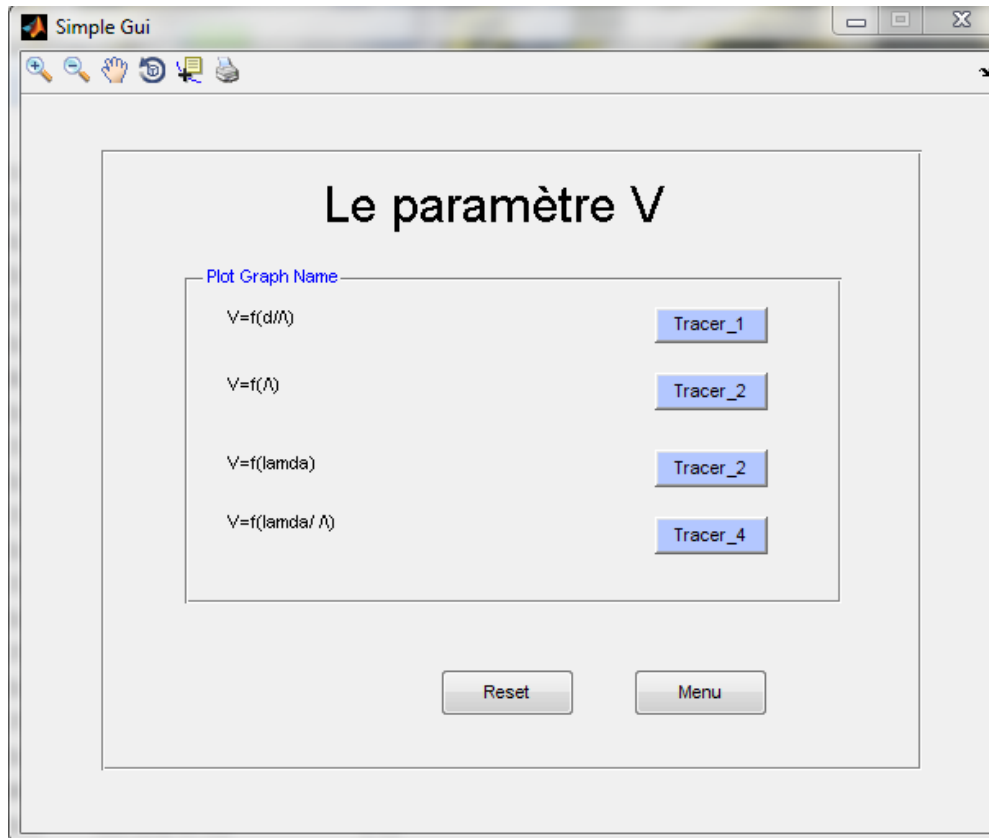 Simple Gui
Le paramètre V
Plot Graph Name
V=f(d/Λ)
Tracer_1
V=f(Λ)
Tracer_2
V=f(lamda)
Tracer_2
V=f(lamda/ Λ)
Tracer_4
Reset
Menu